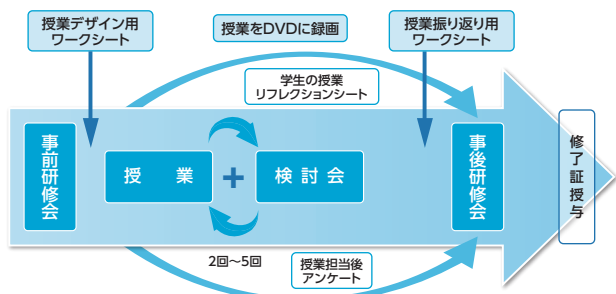 授業デザイン用
ワークシート
授業をDVDに録画
授業振り返り用
ワークシート
学生の授業
リフレクションシート
事前研修会
授業
+
検討会
事後研修会
修了証授与
2回〜5回
授業担当後
アンケート